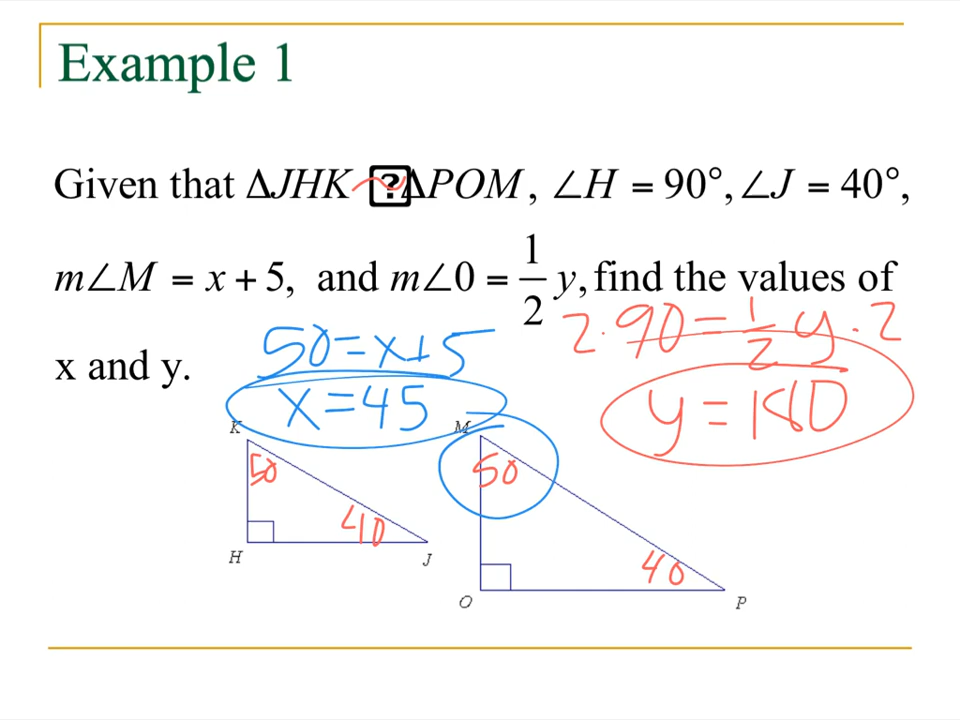 Example 1
Given that ΔJHK ~ ΔPOM, ∠H = 90°, ∠J = 40°,
m∠M = x + 5, and m∠0 = 1/2 y, find the values of
x and y.
50 = x+5
x = 45
2 · 90 = 1/2 y · 2
y = 180
K
50
H
40
J
M
50
O
40
P